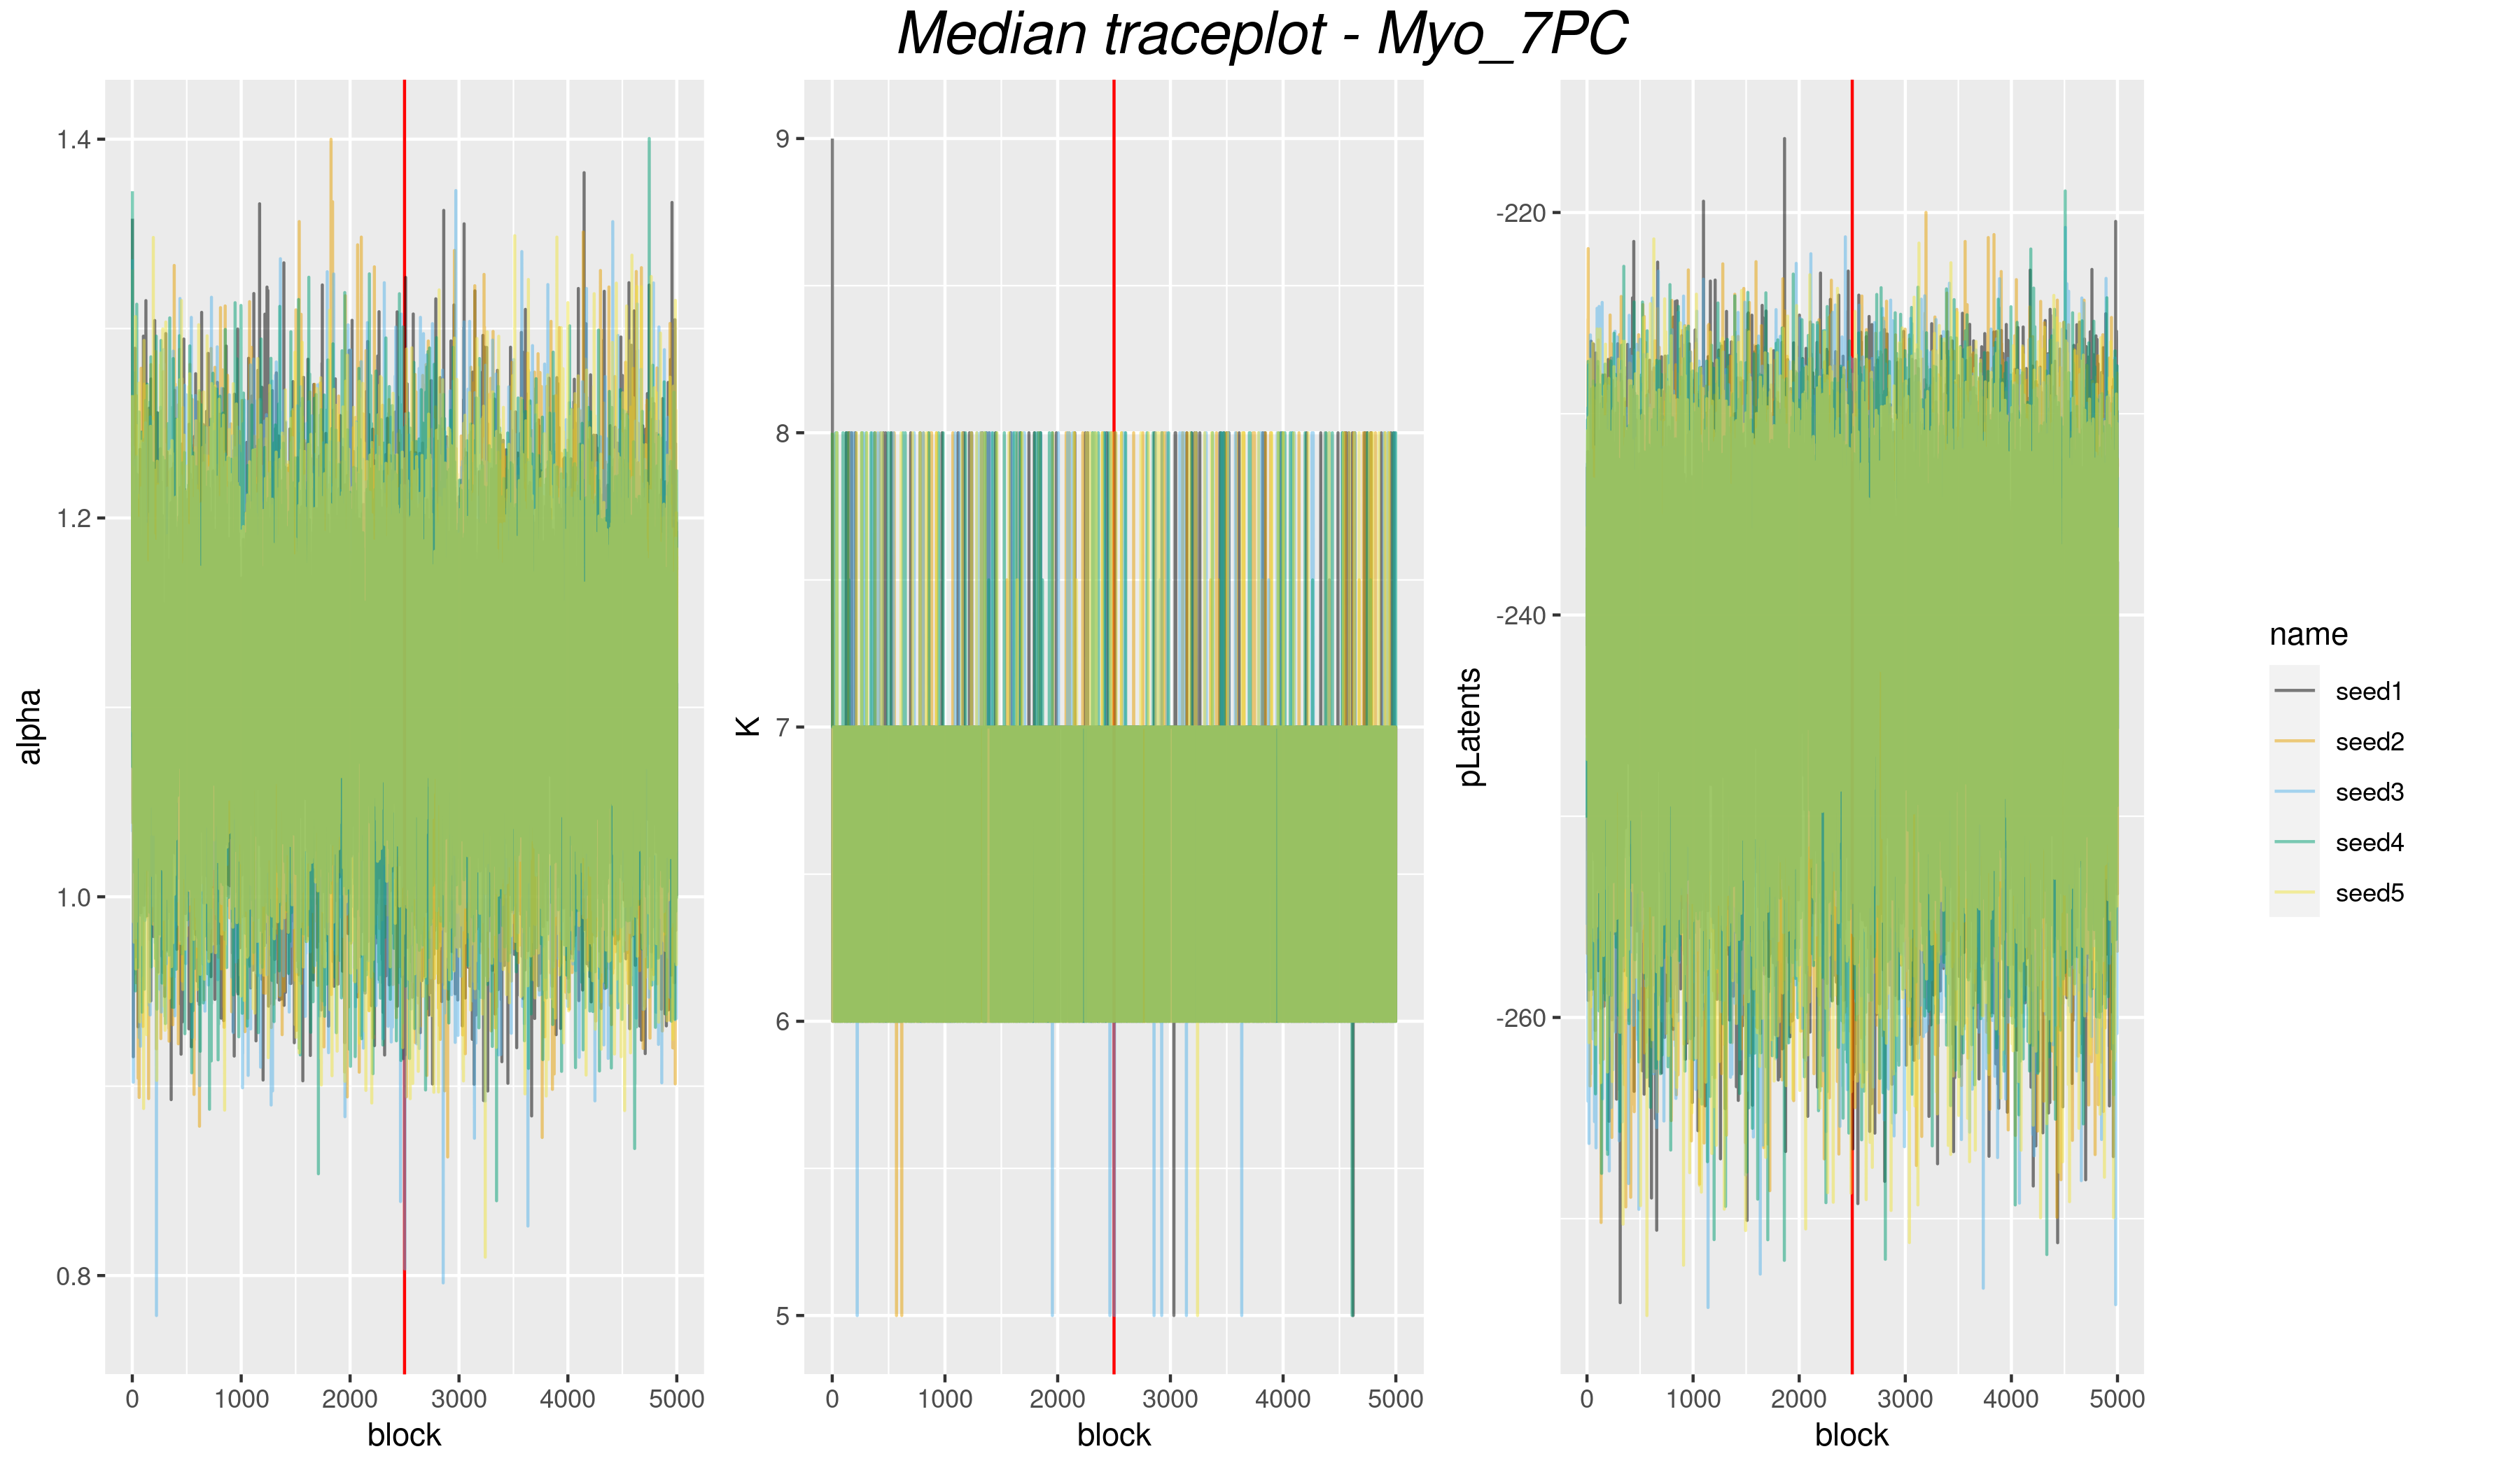 Median traceplot - Myo_7PC
alpha
1.4
1.2
1.0
0.8
0 1000 2000 3000 4000 5000
block
K
9
8
7
6
5
0 1000 2000 3000 4000 5000
block
pLatents
-220
-240
-260
0 1000 2000 3000 4000 5000
block
name
seed1
seed2
seed3
seed4
seed5